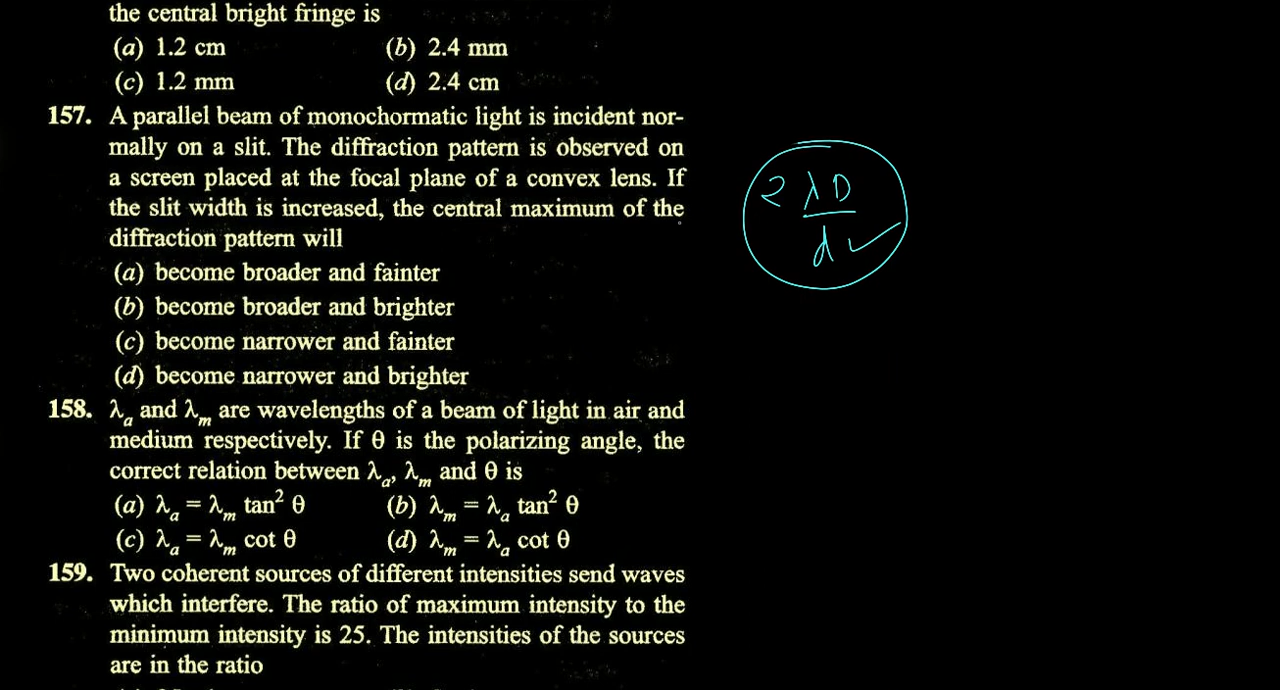 the central bright fringe is
(a) 1.2 cm (b) 2.4 mm
(c) 1.2 mm (d) 2.4 cm
157. A parallel beam of monochormatic light is incident nor-
mally on a slit. The diffraction pattern is observed on
a screen placed at the focal plane of a convex lens. If
the slit width is increased, the central maximum of the
diffraction pattern will
(a) become broader and fainter
(b) become broader and brighter
(c) become narrower and fainter
(d) become narrower and brighter
2 λD
d
158. λₐ and λₘ are wavelengths of a beam of light in air and
medium respectively. If θ is the polarizing angle, the
correct relation between λₐ, λₘ and θ is
(a) λₐ = λₘ tan² θ (b) λₘ = λₐ tan² θ
(c) λₐ = λₘ cot θ (d) λₘ = λₐ cot θ
159. Two coherent sources of different intensities send waves
which interfere. The ratio of maximum intensity to the
minimum intensity is 25. The intensities of the sources
are in the ratio